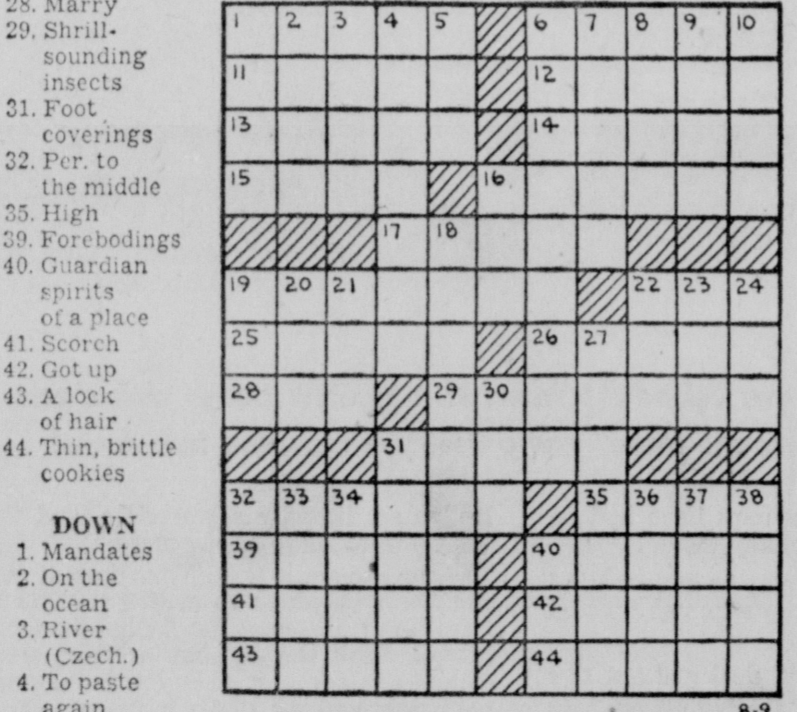 28. Marry
29. Shrill-
sounding
insects
31. Foot
coverings
32. Per. to
the middle
35. High
39. Forebodings
40. Guardian
spirits
of a place
41. Scorch
42. Got up
43. A lock
of hair
44. Thin, brittle
cookies
DOWN
1. Mandates
2. On the
ocean
3. River
(Czech.)
4. To paste
again
1 2 3 4 5 6 7 8 9 10
11 12
13 14
15 16
17 18
19 20 21 22 23 24
25 26 27
28 29 30
31
32 33 34 35 36 37 38
39 40
41 42
43 44
8-9